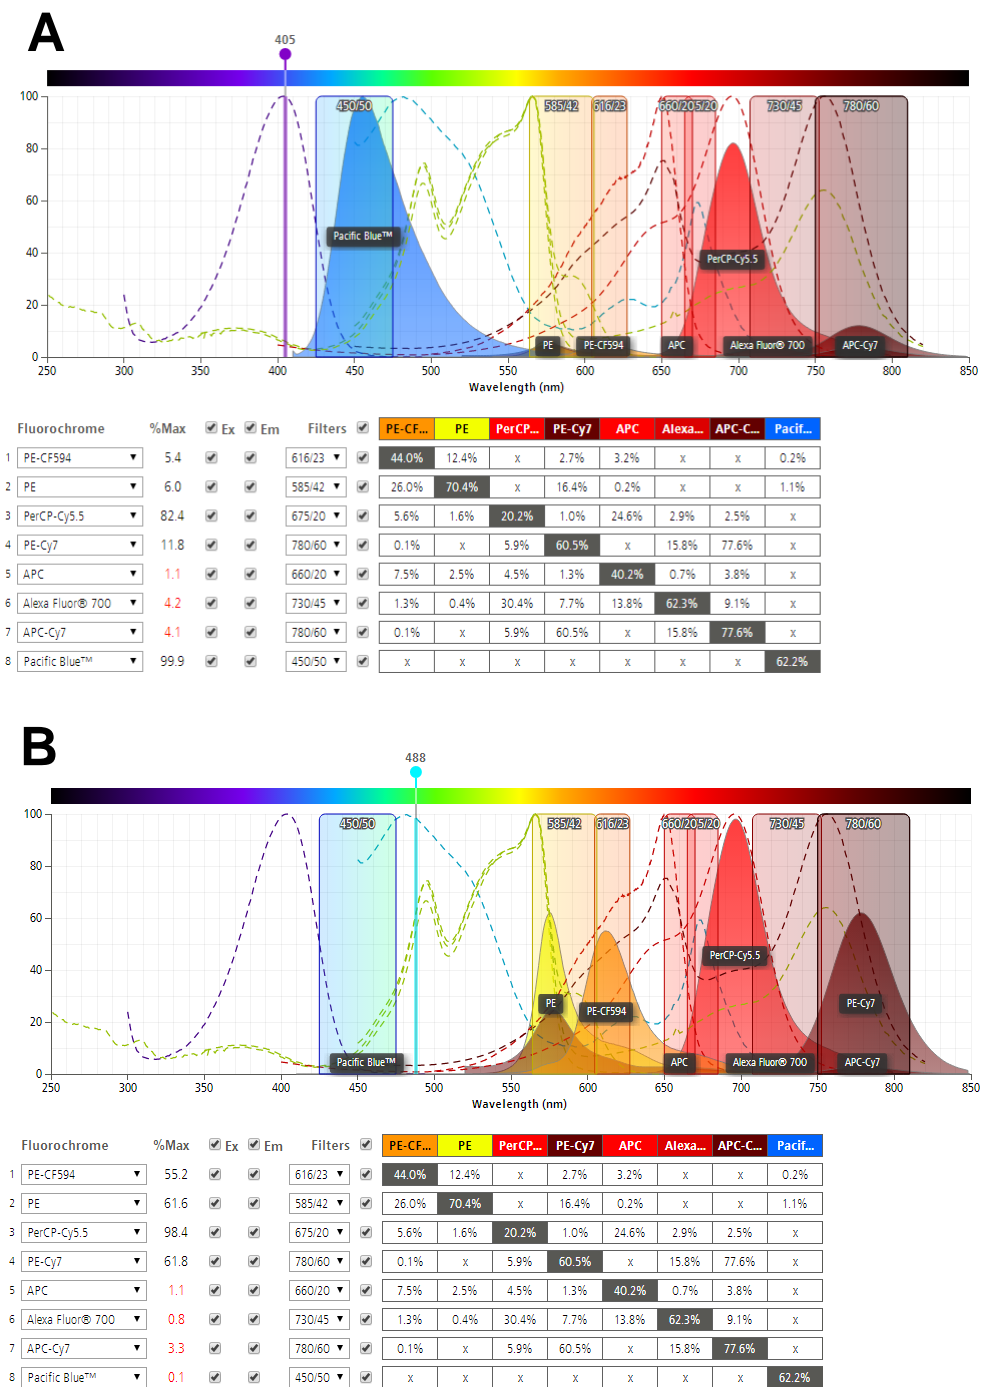 A
405
450/50 585/42 616/23 660/20 5/20 730/45 780/60
100
80
60
40
20
0
Pacific Blue™
PerCP-Cy5.5
PE PE-CF594 APC Alexa Fluor® 700 APC-Cy7
250 300 350 400 450 500 550 600 650 700 750 800 850
Wavelength (nm)
Fluorochrome %Max Ex Em Filters PE-CF... PE PerCP... PE-Cy7 APC Alexa... APC-C... Pacif...
1 PE-CF594 5.4 616/23 44.0% 12.4% x 2.7% 3.2% x x 0.2%
2 PE 6.0 585/42 26.0% 70.4% x 16.4% 0.2% x x 1.1%
3 PerCP-Cy5.5 82.4 675/20 5.6% 1.6% 20.2% 1.0% 24.6% 2.9% 2.5% x
4 PE-Cy7 11.8 780/60 0.1% x 5.9% 60.5% x 15.8% 77.6% x
5 APC 1.1 660/20 7.5% 2.5% 4.5% 1.3% 40.2% 0.7% 3.8% x
6 Alexa Fluor® 700 4.2 730/45 1.3% 0.4% 30.4% 7.7% 13.8% 62.3% 9.1% x
7 APC-Cy7 4.1 780/60 0.1% x 5.9% 60.5% x 15.8% 77.6% x
8 Pacific Blue™ 99.9 450/50 x x x x x x x 62.2%
B
488
450/50 585/42 616/23 660/20 5/20 730/45 780/60
100
80
60
40
20
0
PerCP-Cy5.5
PE PE-CF594 PE-Cy7
Pacific Blue™ APC Alexa Fluor® 700 APC-Cy7
250 300 350 400 450 500 550 600 650 700 750 800 850
Wavelength (nm)
Fluorochrome %Max Ex Em Filters PE-CF... PE PerCP... PE-Cy7 APC Alexa... APC-C... Pacif...
1 PE-CF594 55.2 616/23 44.0% 12.4% x 2.7% 3.2% x x 0.2%
2 PE 61.6 585/42 26.0% 70.4% x 16.4% 0.2% x x 1.1%
3 PerCP-Cy5.5 98.4 675/20 5.6% 1.6% 20.2% 1.0% 24.6% 2.9% 2.5% x
4 PE-Cy7 61.8 780/60 0.1% x 5.9% 60.5% x 15.8% 77.6% x
5 APC 1.1 660/20 7.5% 2.5% 4.5% 1.3% 40.2% 0.7% 3.8% x
6 Alexa Fluor® 700 0.8 730/45 1.3% 0.4% 30.4% 7.7% 13.8% 62.3% 9.1% x
7 APC-Cy7 3.3 780/60 0.1% x 5.9% 60.5% x 15.8% 77.6% x
8 Pacific Blue™ 0.1 450/50 x x x x x x x 62.2%